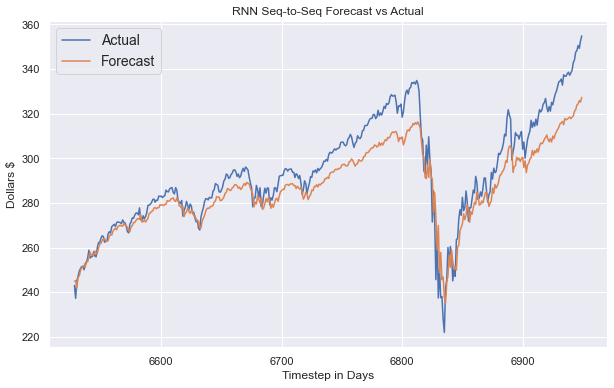 RNN Seq-to-Seq Forecast vs Actual
Actual
Forecast
Dollars $
360
340
320
300
280
260
240
220
6600
6700
6800
6900
Timestep in Days